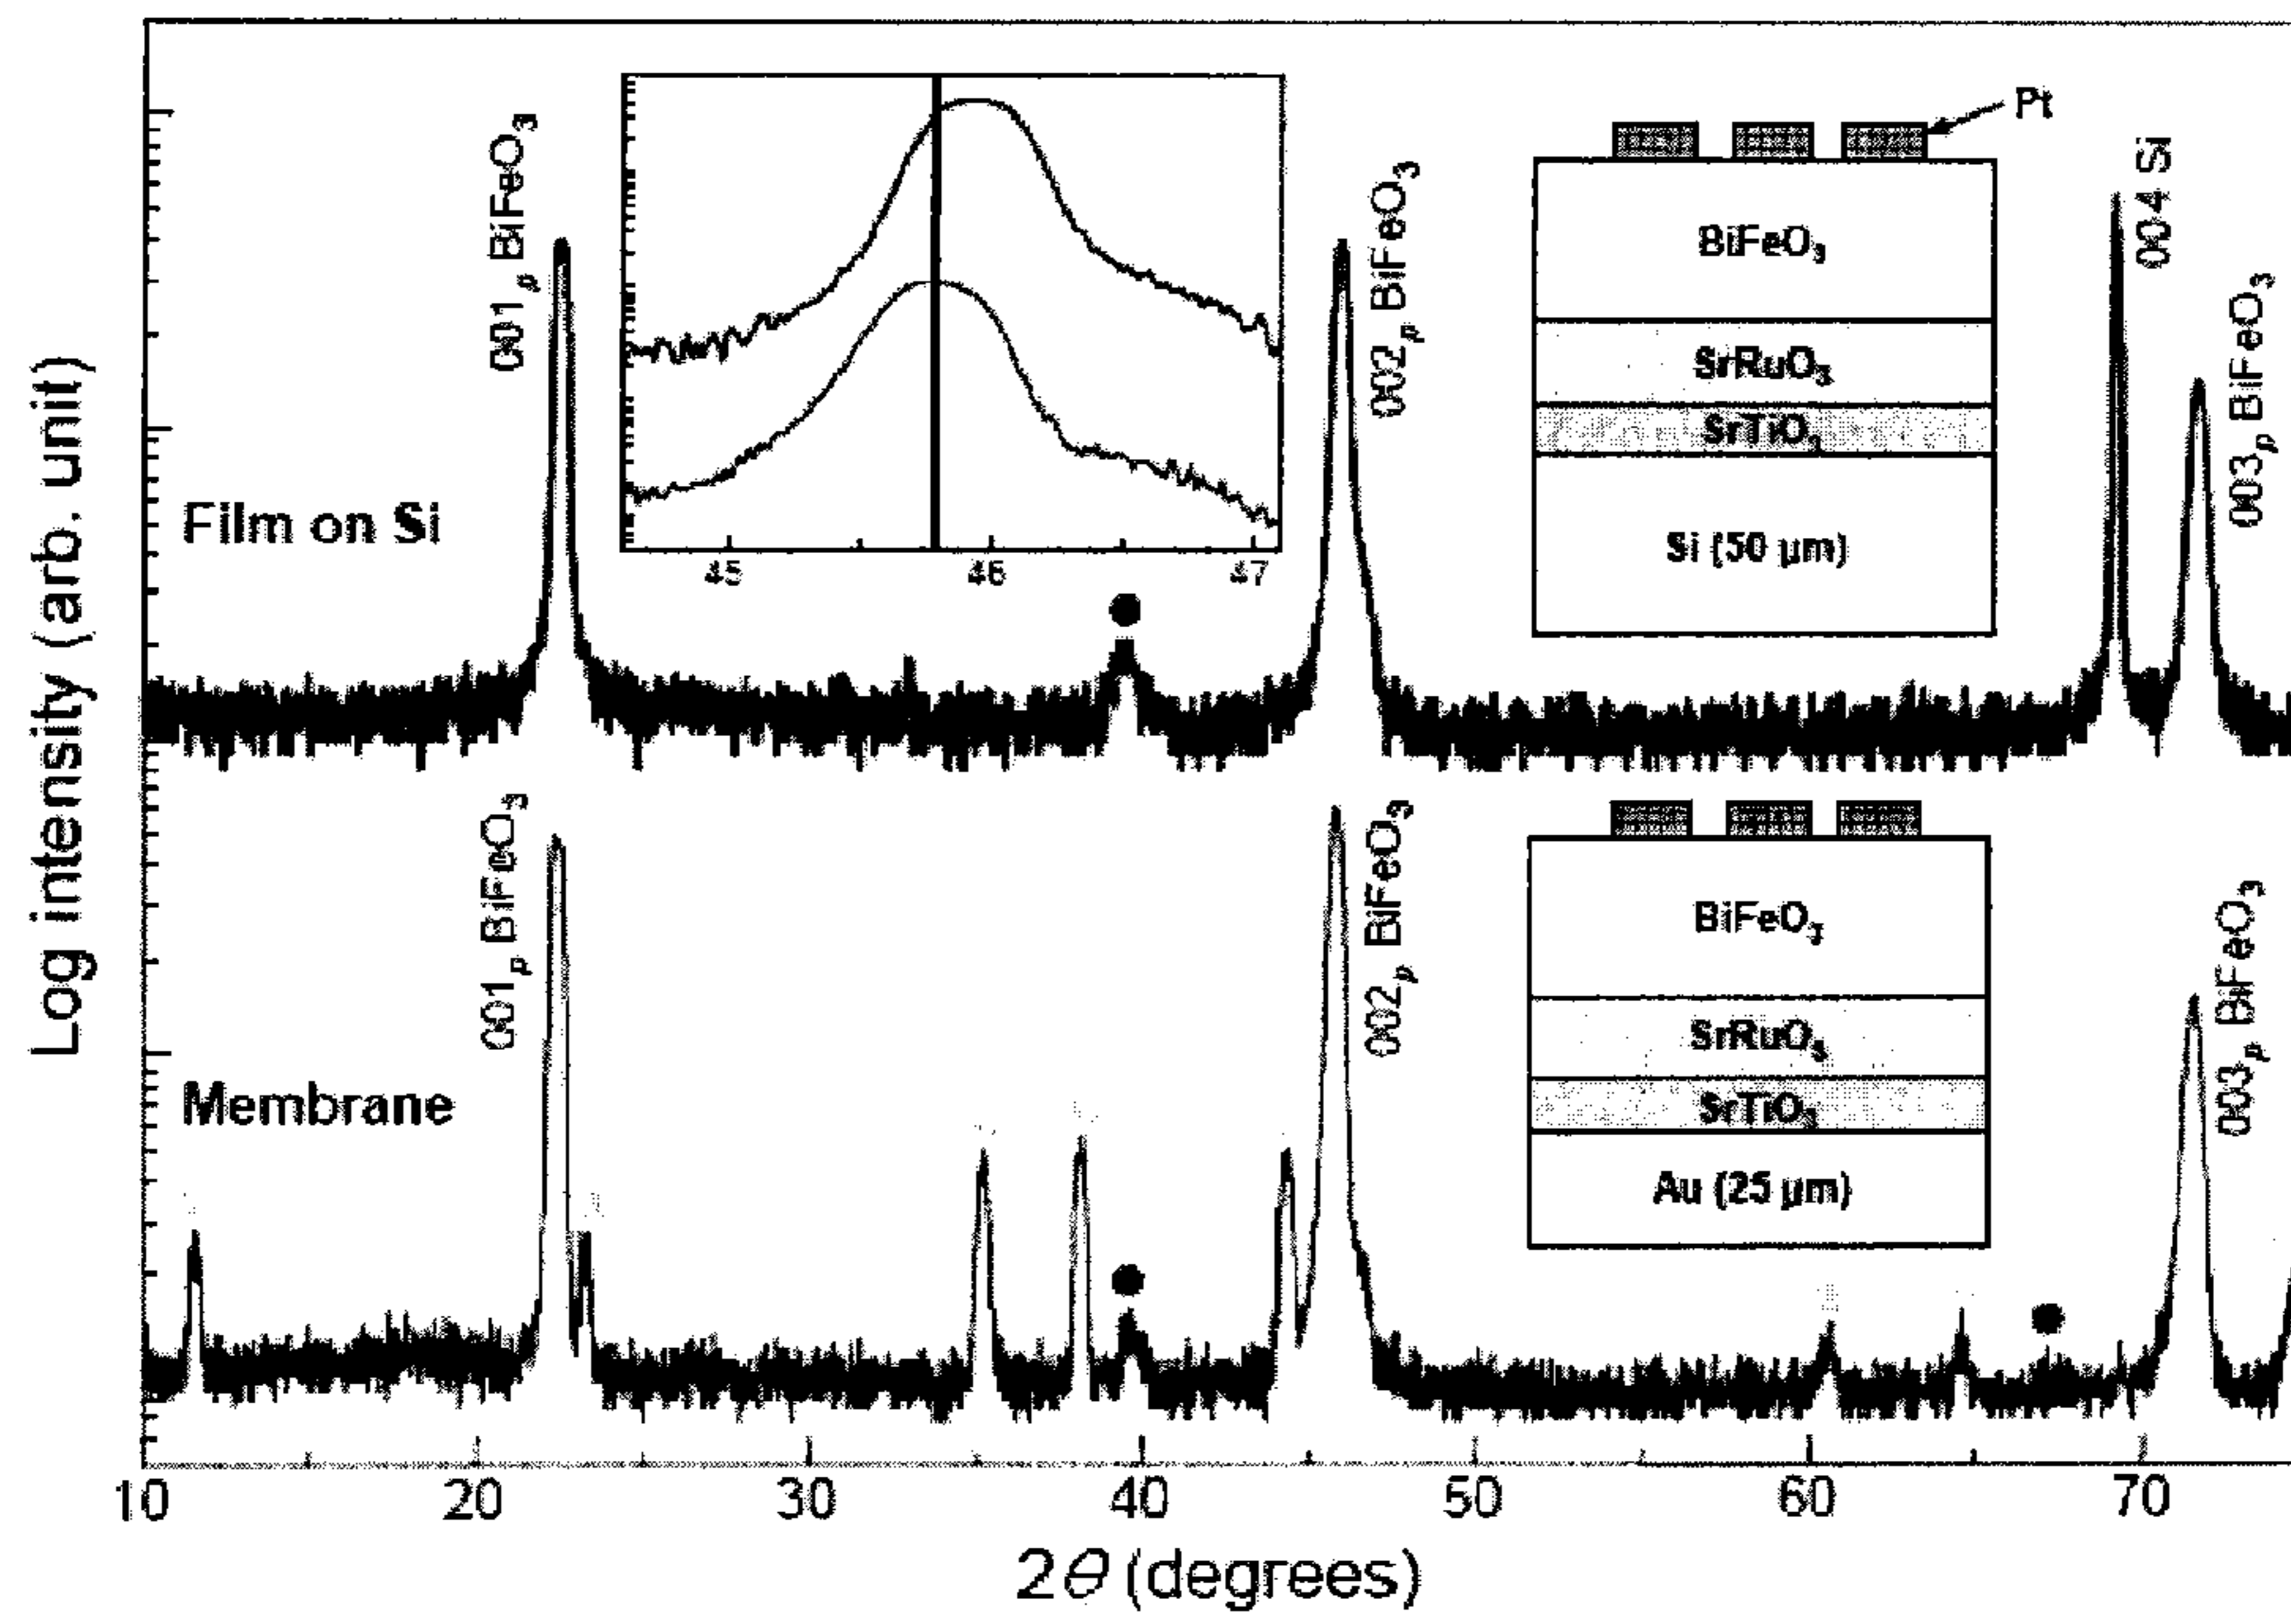 Log intensity (arb. unit)
Film on Si
001p BiFeO3
45 46 47
002p BiFeO3
Pt
BiFeO3
SrRuO3
SrTiO3
Si (50 µm)
004 Si
003p BiFeO3
Membrane
001p BiFeO3
002p BiFeO3
BiFeO3
SrRuO3
SrTiO3
Au (25 µm)
003p BiFeO3
10 20 30 40 50 60 70
2θ (degrees)